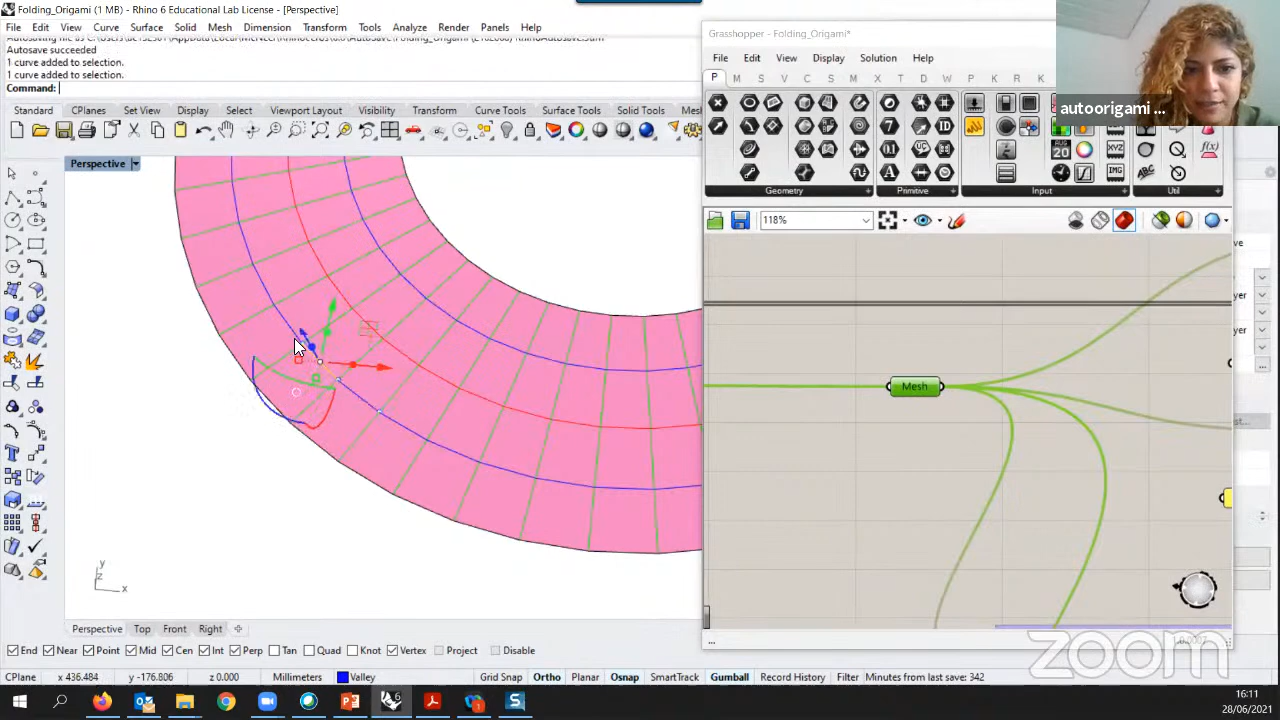 Folding_Origami (1 MB) - Rhino 6 Educational Lab License - [Perspective]
File Edit View Curve Surface Solid Mesh Dimension Transform Tools Analyze Render Panels Help
Autosave succeeded
1 curve added to selection.
1 curve added to selection.
Command:
Standard CPlanes Set View Display Select Viewport Layout Visibility Transform Curve Tools Surface Tools Solid Tools Mes
Perspective
Grasshopper - Folding_Origami*
File Edit View Display Solution Help
P M S V C S M X T D W K R K
autoorigami ...
Geometry Primitive Input Util
118%
Mesh
y
z
x
Perspective Top Front Right
End Near Point Mid Cen Int Perp Tan Quad Knot Vertex Project Disable
CPlane x 436.484 y -176.806 z 0.000 Millimeters Valley Grid Snap Ortho Planar Osnap SmartTrack Gumball Record History Filter Minutes from last save: 342
zoom
16:11
28/06/2021